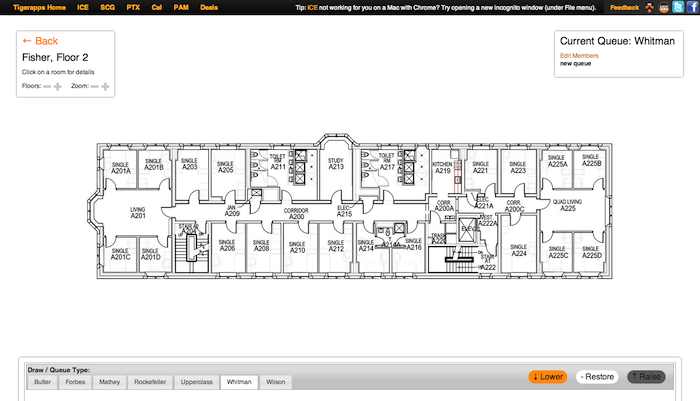 Tigerapps Home ICE SCG PTX Cal PAM Deals Tip: ICE not working for you on a Mac with Chrome? Try opening a new incognito window (under File menu). Feedback
← Back
Fisher, Floor 2
Click on a room for details
Floors: Zoom:
Current Queue: Whitman
Edit Members
new queue
SINGLE A201A
SINGLE A201B
SINGLE A203
SINGLE A205
TOILET RM A211
STUDY A213
TOILET RM A217
KITCHEN A219
SINGLE A221
SINGLE A223
SINGLE A225A
SINGLE A225B
LIVING A201
JAN A209
CORRIDOR A200
ELEC A215
CORR. A200A
ELEC. A221A
VEST. A222A
CORR. A200C
QUAD LIVING A225
SINGLE A201C
SINGLE A201D
STAIR
SINGLE A206
SINGLE A208
SINGLE A210
SINGLE A212
SINGLE A214
A214A
SINGLE A216
TRASH A220
ELEV.
STAIR A222
SINGLE A224
SINGLE A225C
SINGLE A225D
Draw / Queue Type:
Butler Forbes Mathey Rockefeller Upperclass Whitman Wilson
↓ Lower - Restore ↑ Raise